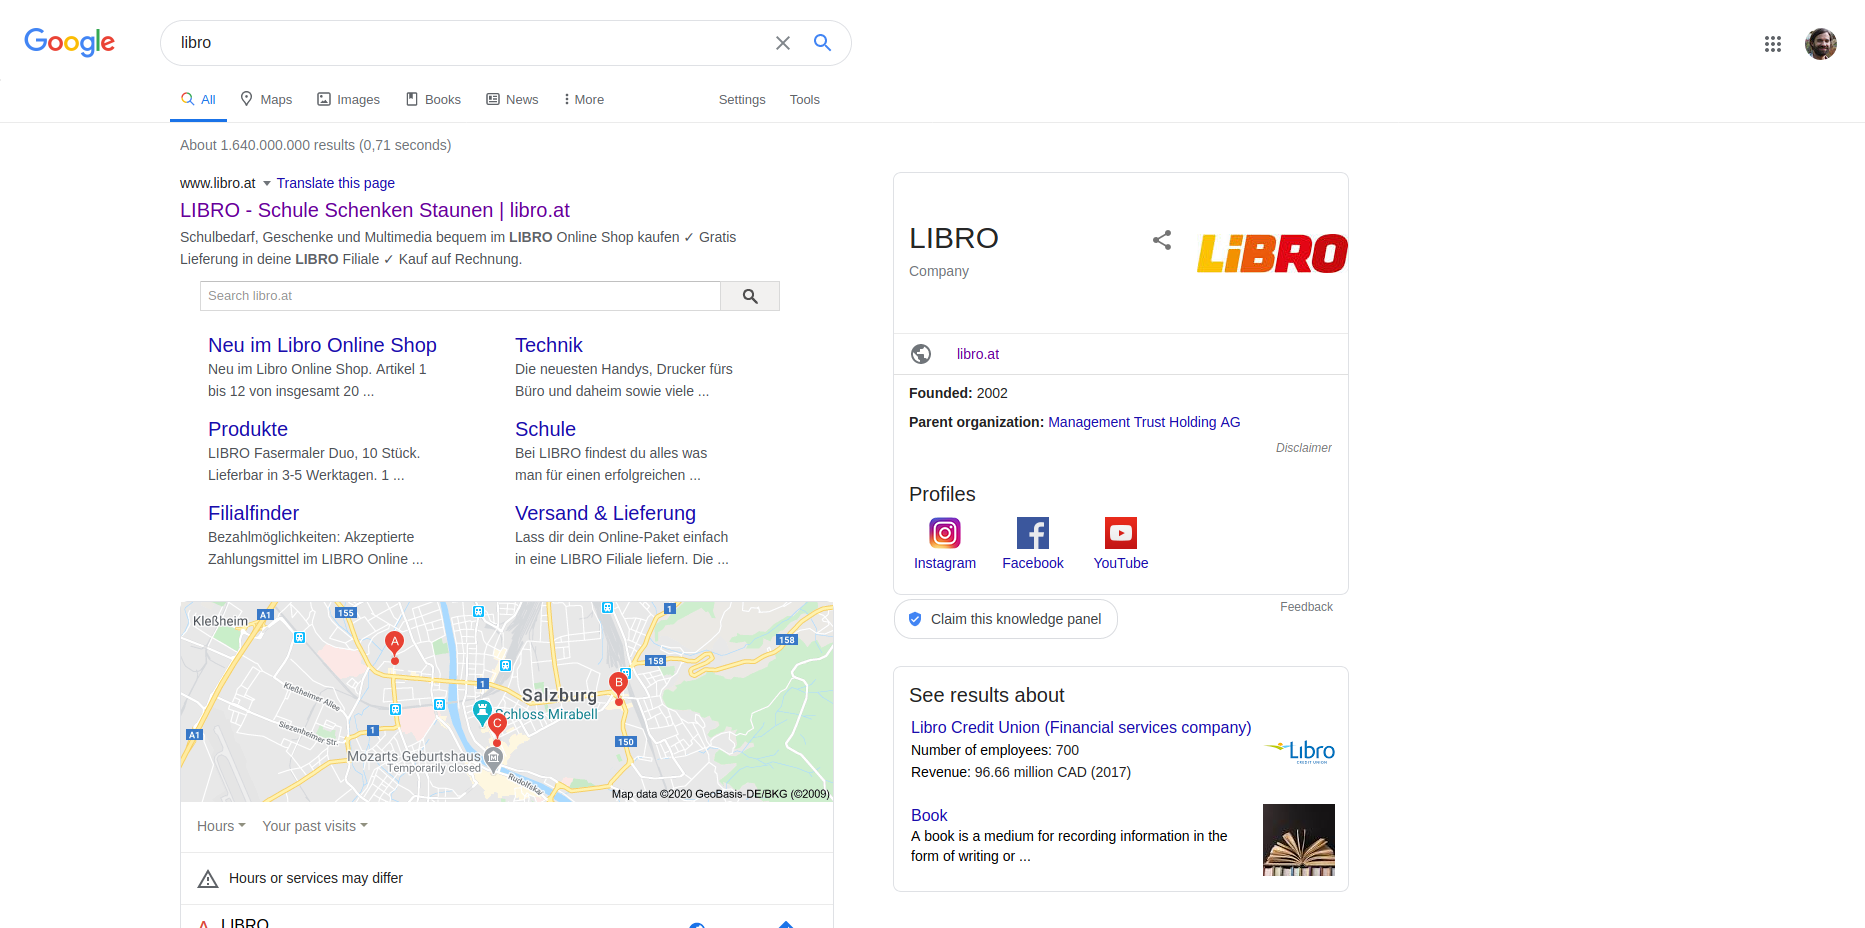 Google
libro
All
Maps
Images
Books
News
More
Settings
Tools
About 1.640.000.000 results (0,71 seconds)
www.libro.at Translate this page
LIBRO - Schule Schenken Staunen | libro.at
Schulbedarf, Geschenke und Multimedia bequem im LIBRO Online Shop kaufen ✓ Gratis
Lieferung in deine LIBRO Filiale ✓ Kauf auf Rechnung.
Search libro.at
Neu im Libro Online Shop
Neu im Libro Online Shop. Artikel 1
bis 12 von insgesamt 20 ...
Technik
Die neuesten Handys, Drucker fürs
Büro und daheim sowie viele ...
Produkte
LIBRO Fasermaler Duo, 10 Stück.
Lieferbar in 3-5 Werktagen. 1 ...
Schule
Bei LIBRO findest du alles was
man für einen erfolgreichen ...
Filialfinder
Bezahlmöglichkeiten: Akzeptierte
Zahlungsmittel im LIBRO Online ...
Versand & Lieferung
Lass dir dein Online-Paket einfach
in eine LIBRO Filiale liefern. Die ...
Kleßheim
A1
155
1
158
A
158
Kleßheimer Allee
1
Salzburg
B
Schloss Mirabell
C
Siezenheimer Str.
1
A1
150
Mozarts Geburtshaus
Temporarily closed
Rudolfskai
Map data ©2020 GeoBasis-DE/BKG (©2009)
Hours
Your past visits
Hours or services may differ
A LIBRO
LIBRO
Company
LiBRO
libro.at
Founded: 2002
Parent organization: Management Trust Holding AG
Disclaimer
Profiles
Instagram
Facebook
YouTube
Claim this knowledge panel
Feedback
See results about
Libro Credit Union (Financial services company)
Number of employees: 700
Revenue: 96.66 million CAD (2017)
Libro
CREDIT UNION
Book
A book is a medium for recording information in the
form of writing or ...